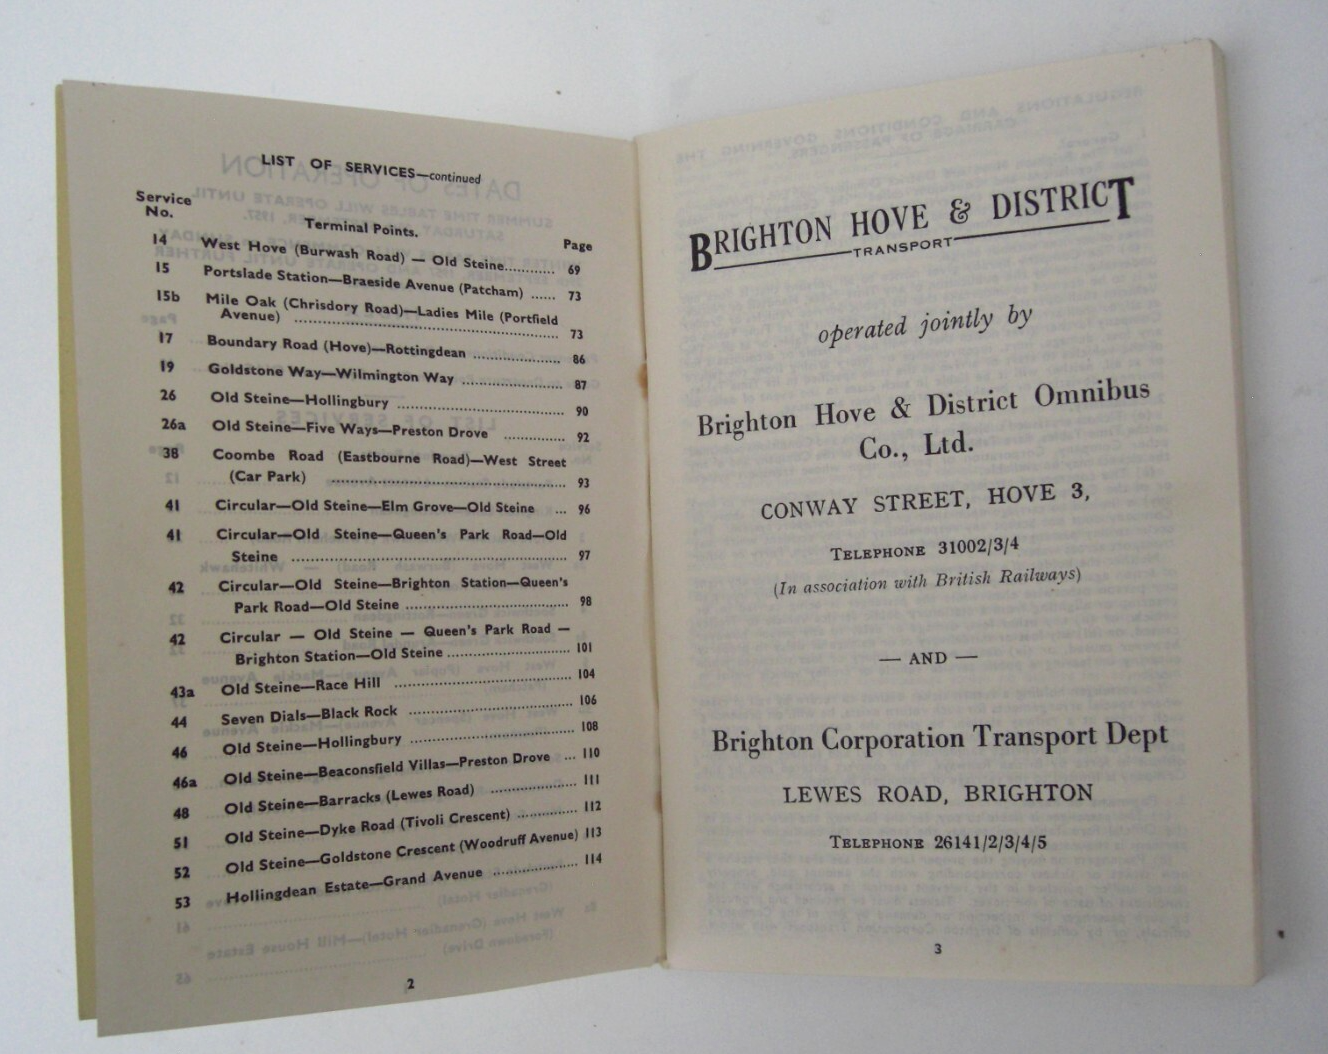 LIST OF SERVICES—continued
Service No.
Terminal Points.
Page
14 West Hove (Burwash Road) — Old Steine............ 69
15 Portslade Station—Braeside Avenue (Patcham) ...... 73
15b Mile Oak (Chrisdory Road)—Ladies Mile (Portfield
Avenue) ............................................................ 73
17 Boundary Road (Hove)—Rottingdean ..................... 86
19 Goldstone Way—Wilmington Way ........................ 87
26 Old Steine—Hollingbury ........................................ 90
26a Old Steine—Five Ways—Preston Drove ............... 92
38 Coombe Road (Eastbourne Road)—West Street
(Car Park) ........................................................ 93
41 Circular—Old Steine—Elm Grove—Old Steine ... 96
41 Circular—Old Steine—Queen's Park Road—Old
Steine ............................................................... 97
42 Circular—Old Steine—Brighton Station—Queen's
Park Road—Old Steine ........................................ 98
42 Circular — Old Steine — Queen's Park Road —
Brighton Station—Old Steine .............................. 101
43a Old Steine—Race Hill .......................................... 104
44 Seven Dials—Black Rock ....................................... 106
46 Old Steine—Hollingbury ....................................... 108
46a Old Steine—Beaconsfield Villas—Preston Drove ... 110
48 Old Steine—Barracks (Lewes Road) ..................... 111
51 Old Steine—Dyke Road (Tivoli Crescent) ............... 112
52 Old Steine—Goldstone Crescent (Woodruff Avenue) 113
53 Hollingdean Estate—Grand Avenue ..................... 114
2
BRIGHTON HOVE & DISTRICT
TRANSPORT
operated jointly by
Brighton Hove & District Omnibus
Co., Ltd.
CONWAY STREET, HOVE 3,
TELEPHONE 31002/3/4
(In association with British Railways)
— AND —
Brighton Corporation Transport Dept
LEWES ROAD, BRIGHTON
TELEPHONE 26141/2/3/4/5
3